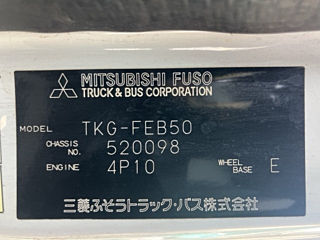 MITSUBISHI FUSO
TRUCK & BUS CORPORATION
MODEL TKG-FEB50
CHASSIS NO. 520098
ENGINE 4P10 WHEEL BASE E
三菱ふそうトラック・バス株式会社